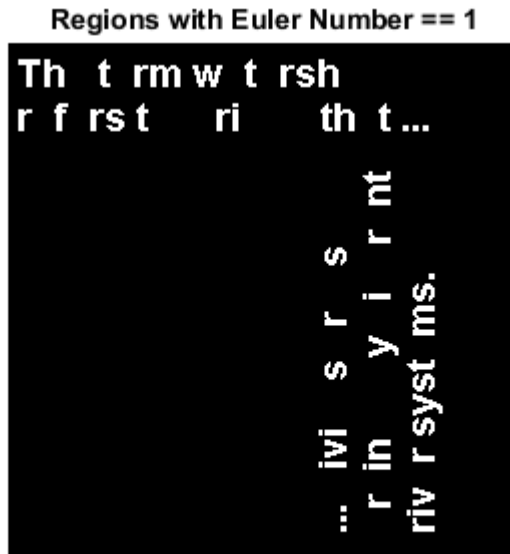 Regions with Euler Number == 1
Th t rm w t rsh
r f rs t ri th t ...
... ivi s r s
r in y i r nt
riv r syst ms.